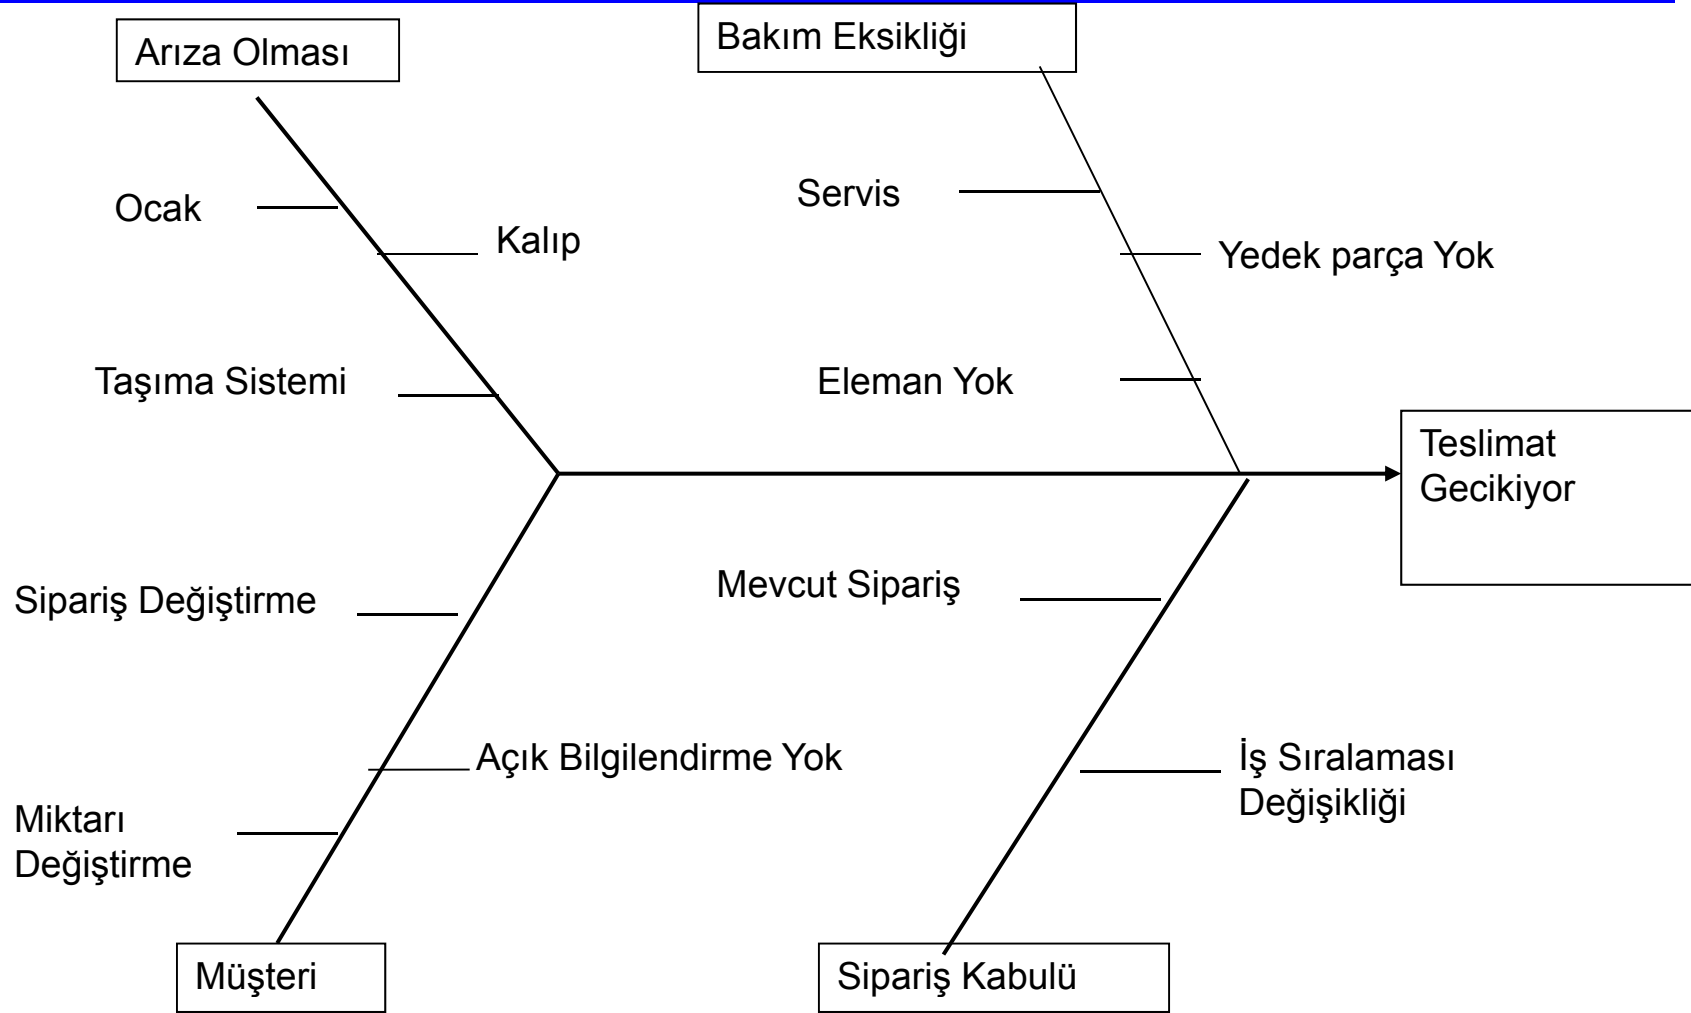 Arıza Olması
Bakım Eksikliği
Ocak
Kalıp
Servis
Yedek parça Yok
Taşıma Sistemi
Eleman Yok
Teslimat
Gecikiyor
Sipariş Değiştirme
Mevcut Sipariş
Açık Bilgilendirme Yok
İş Sıralaması
Değişikliği
Miktarı
Değiştirme
Müşteri
Sipariş Kabulü